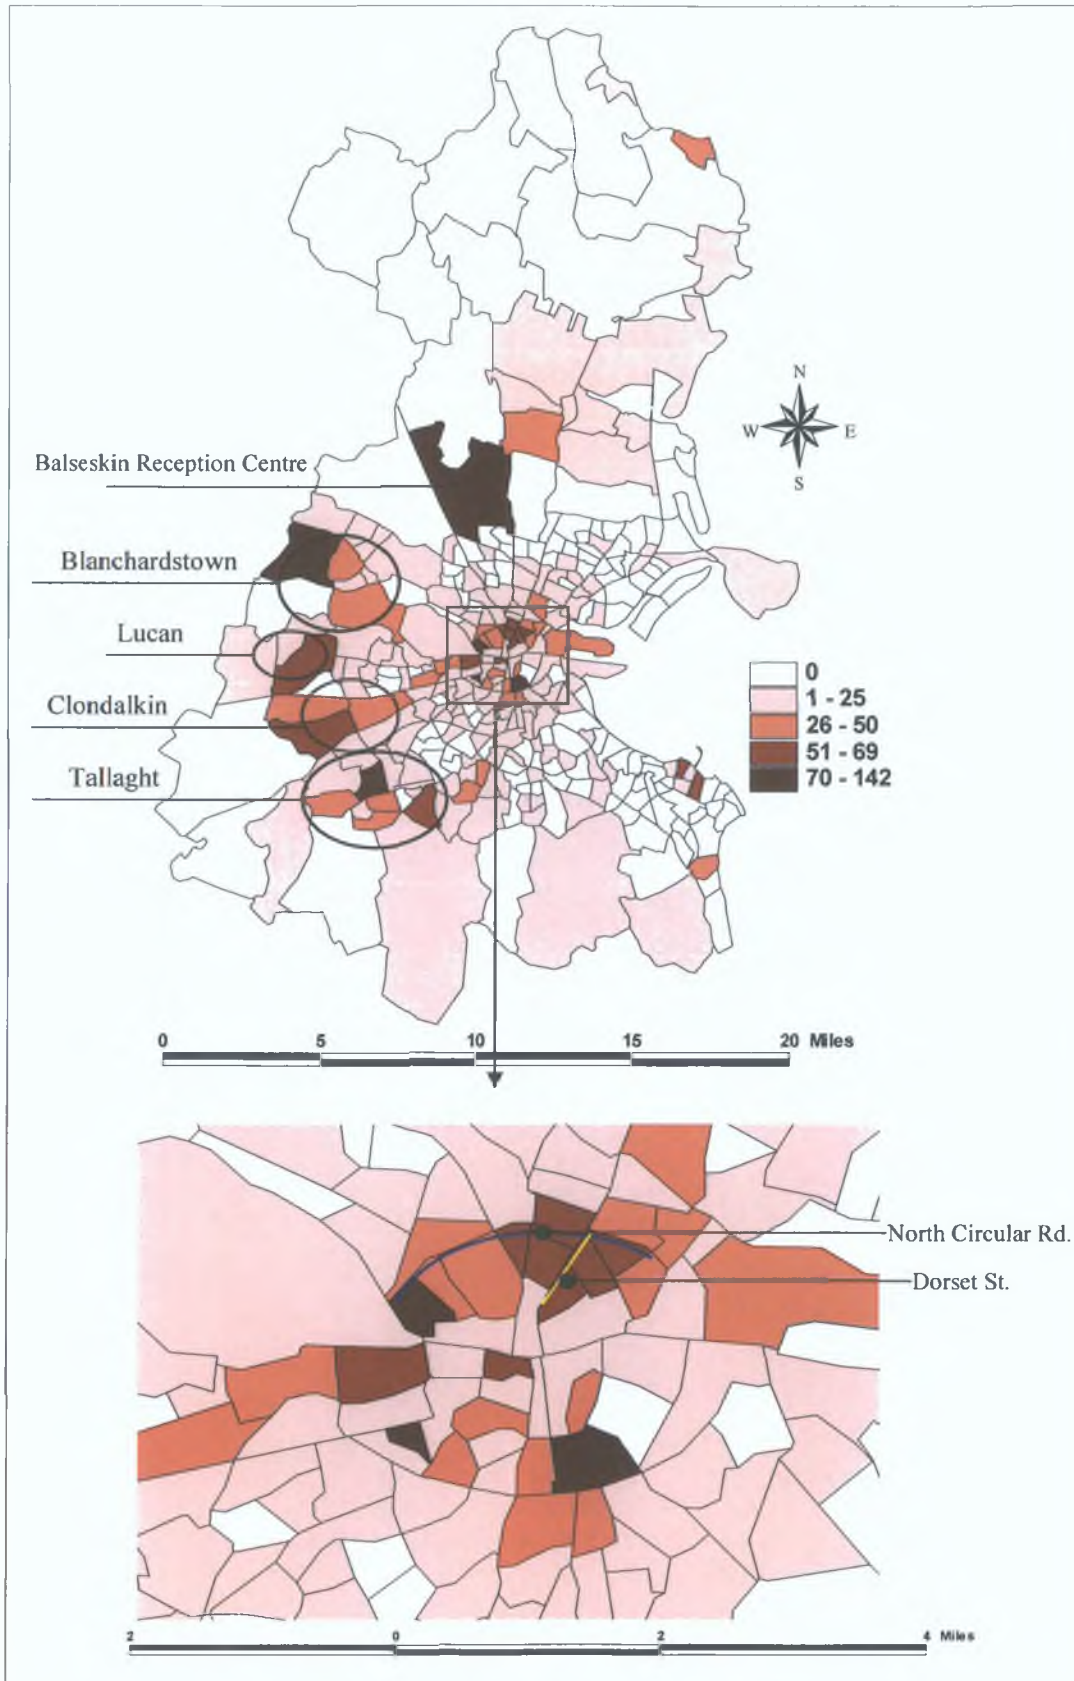 N
W
E
S
Balseskin Reception Centre
Blanchardstown
Lucan
Clondalkin
Tallaght
0
1 - 25
26 - 50
51 - 69
70 - 142
0 5 10 15 20 Miles
North Circular Rd.
Dorset St.
2 0 2 4 Miles